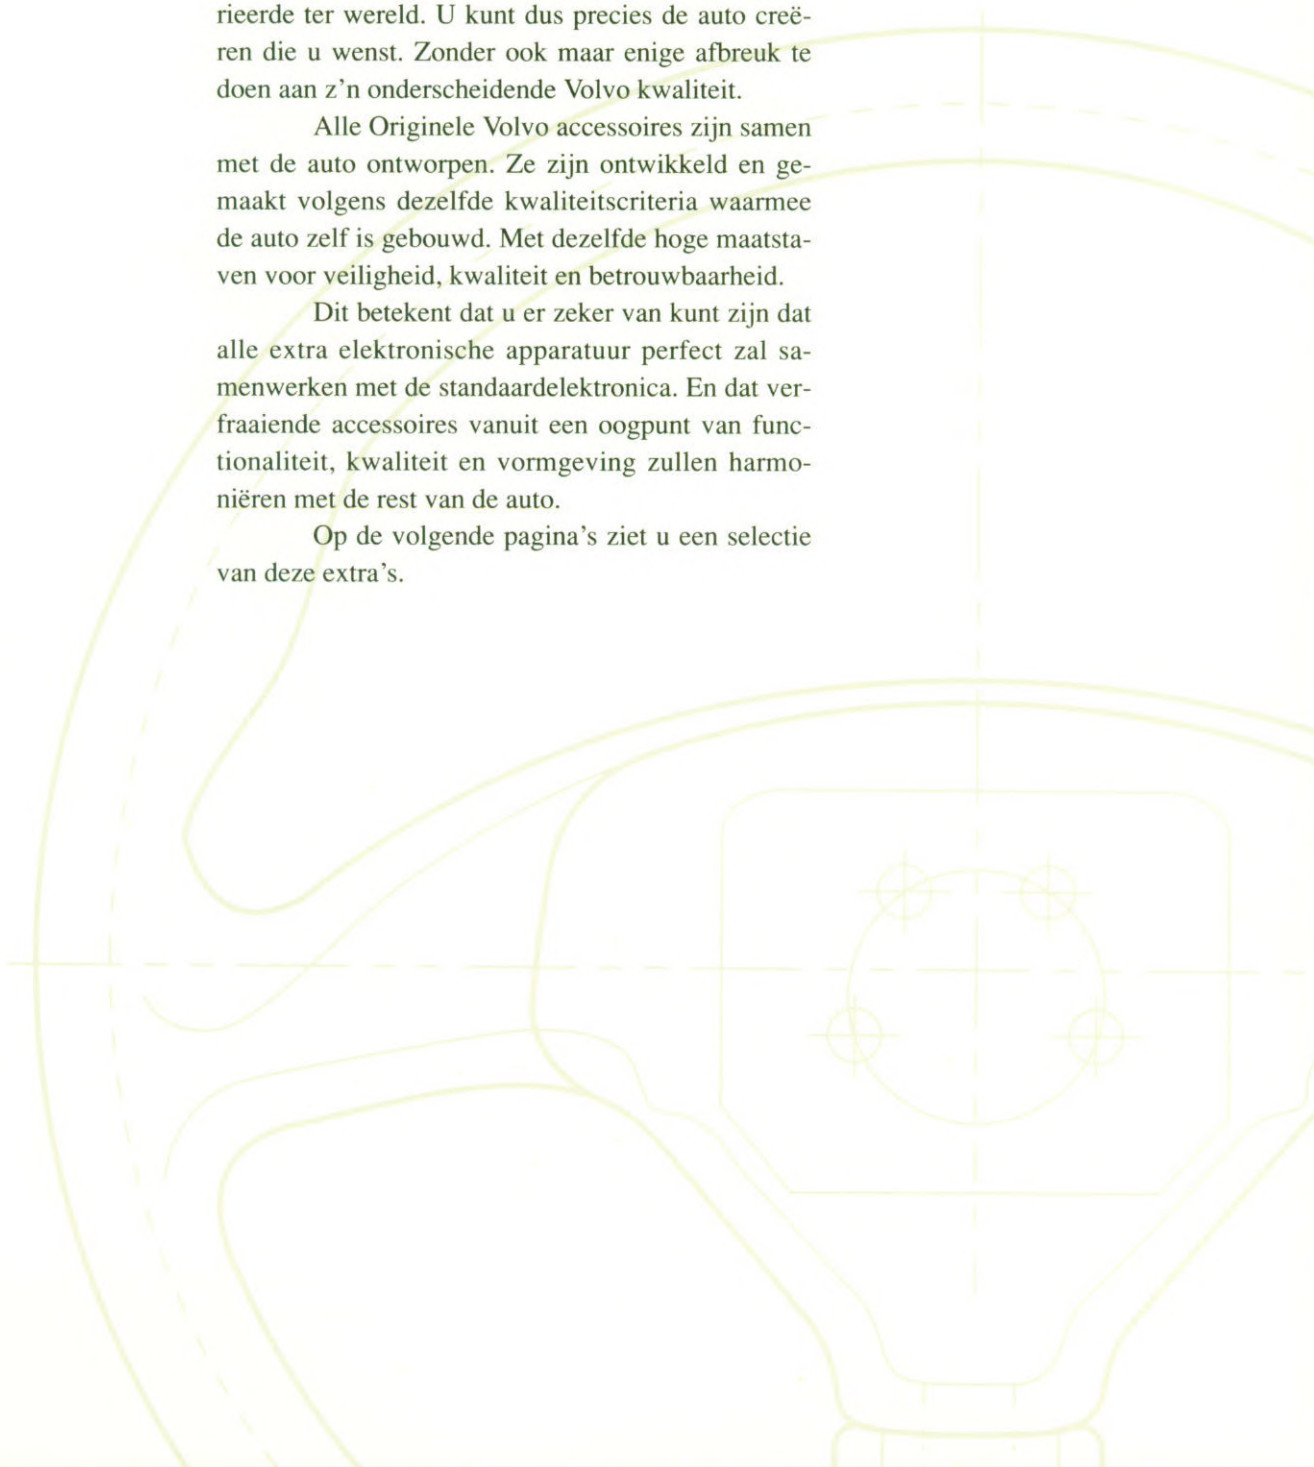 rieerde ter wereld. U kunt dus precies de auto creë-
ren die u wenst. Zonder ook maar enige afbreuk te
doen aan z'n onderscheidende Volvo kwaliteit.
Alle Originele Volvo accessoires zijn samen
met de auto ontworpen. Ze zijn ontwikkeld en ge-
maakt volgens dezelfde kwaliteitscriteria waarmee
de auto zelf is gebouwd. Met dezelfde hoge maatsta-
ven voor veiligheid, kwaliteit en betrouwbaarheid.
Dit betekent dat u er zeker van kunt zijn dat
alle extra elektronische apparatuur perfect zal sa-
menwerken met de standaardelektronica. En dat ver-
fraaiende accessoires vanuit een oogpunt van func-
tionaliteit, kwaliteit en vormgeving zullen harmo-
niëren met de rest van de auto.
Op de volgende pagina's ziet u een selectie
van deze extra's.